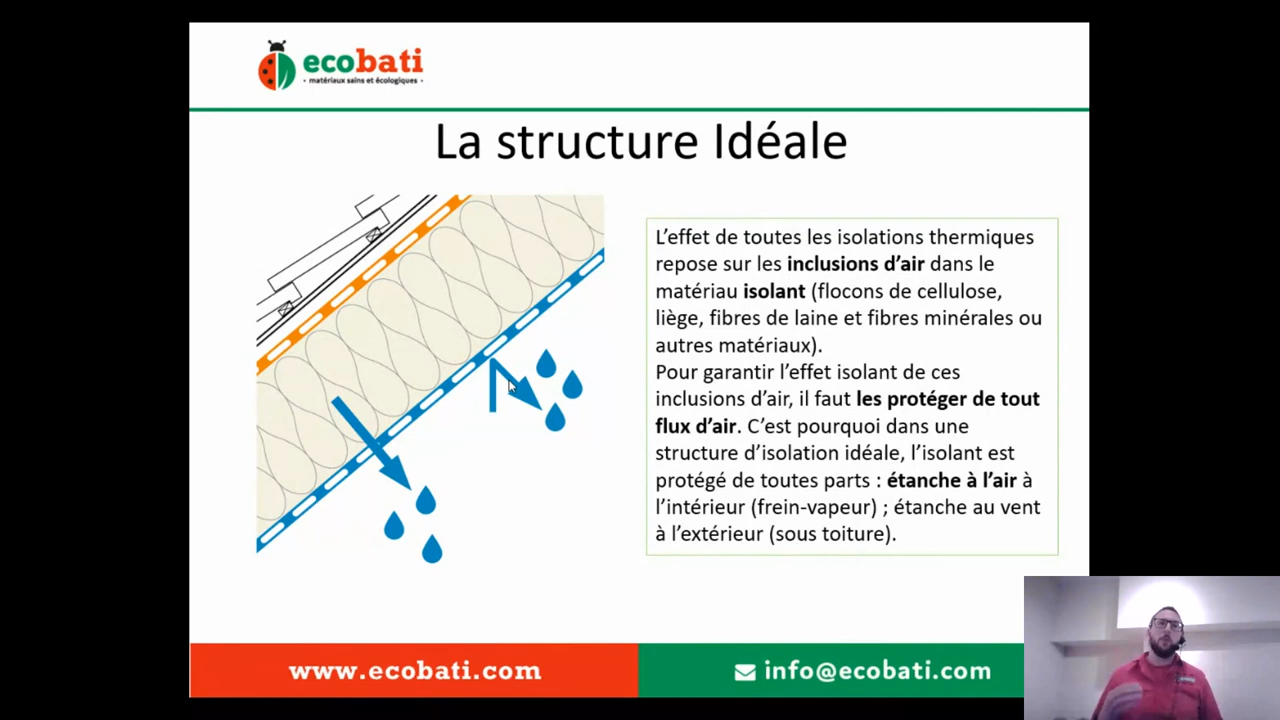 ecobati
• matériaux sains et écologiques •
La structure Idéale
L’effet de toutes les isolations thermiques
repose sur les inclusions d’air dans le
matériau isolant (flocons de cellulose,
liège, fibres de laine et fibres minérales ou
autres matériaux).
Pour garantir l’effet isolant de ces
inclusions d’air, il faut les protéger de tout
flux d’air. C’est pourquoi dans une
structure d’isolation idéale, l’isolant est
protégé de toutes parts : étanche à l’air à
l’intérieur (frein-vapeur) ; étanche au vent
à l’extérieur (sous toiture).
www.ecobati.com
info@ecobati.com